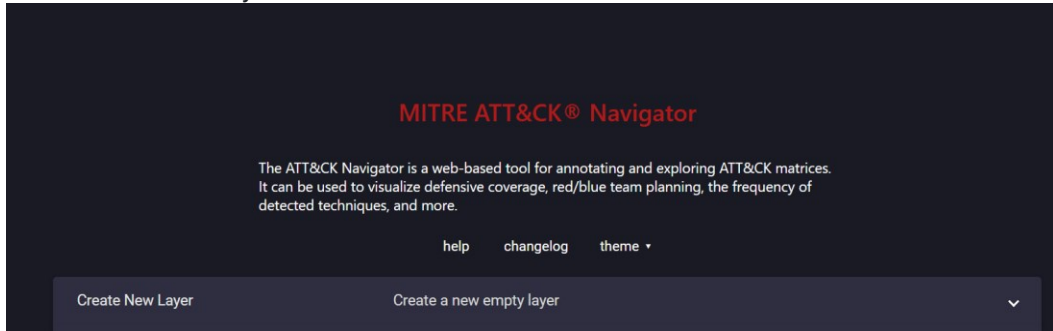 MITRE ATT&CK® Navigator
The ATT&CK Navigator is a web-based tool for annotating and exploring ATT&CK matrices.
It can be used to visualize defensive coverage, red/blue team planning, the frequency of
detected techniques, and more.
help changelog theme ▾
Create New Layer Create a new empty layer